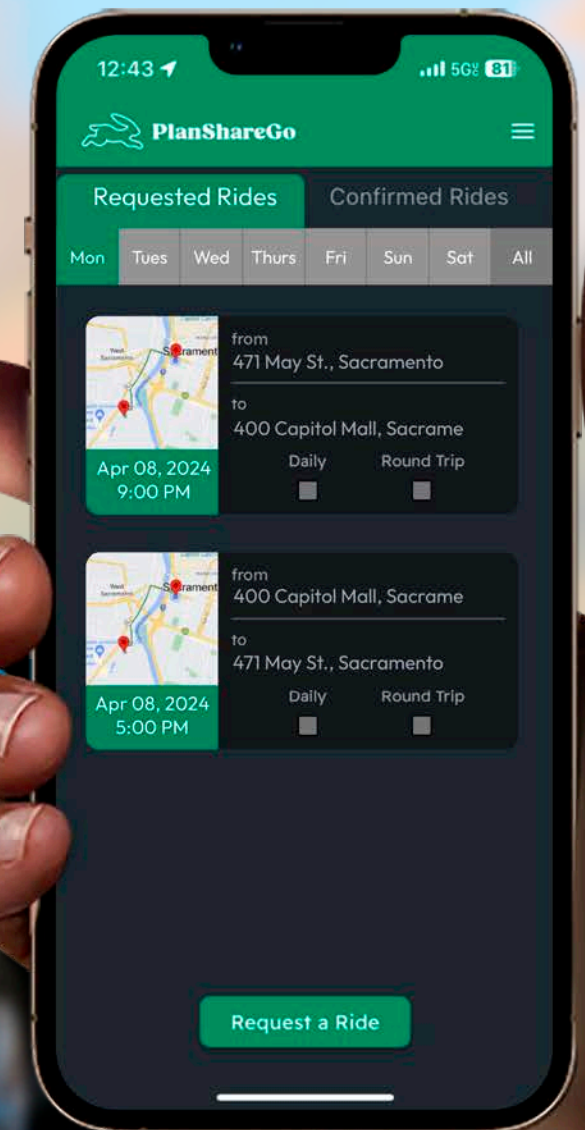 12:43
5G 81
PlanShareGo
Requested Rides Confirmed Rides
Mon Tues Wed Thurs Fri Sun Sat All
from
471 May St., Sacramento
to
400 Capitol Mall, Sacrame
Daily Round Trip
Apr 08, 2024
9:00 PM
from
400 Capitol Mall, Sacrame
to
471 May St., Sacramento
Daily Round Trip
Apr 08, 2024
5:00 PM
Request a Ride